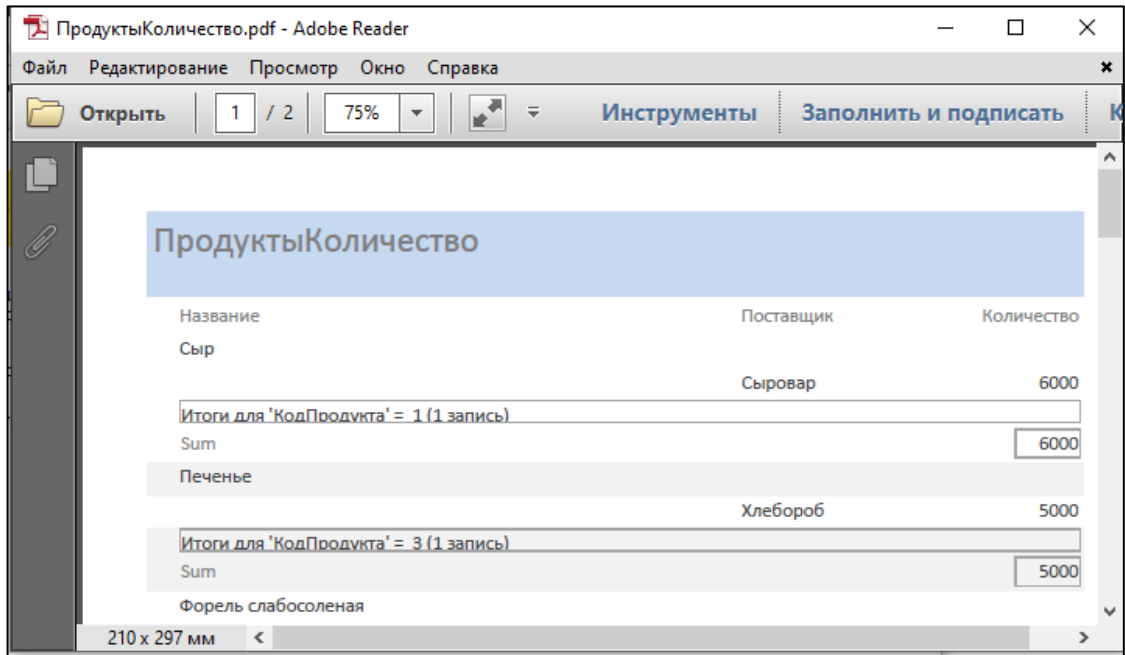 ПродуктыКоличество.pdf - Adobe Reader
Файл Редактирование Просмотр Окно Справка
Открыть 1 / 2 75% Инструменты Заполнить и подписать
ПродуктыКоличество
Название Поставщик Количество
Сыр
Сыровар 6000
Итоги для 'КодПродукта' = 1 (1 запись)
Sum 6000
Печенье
Хлебороб 5000
Итоги для 'КодПродукта' = 3 (1 запись)
Sum 5000
Форель слабосоленая
210 x 297 мм